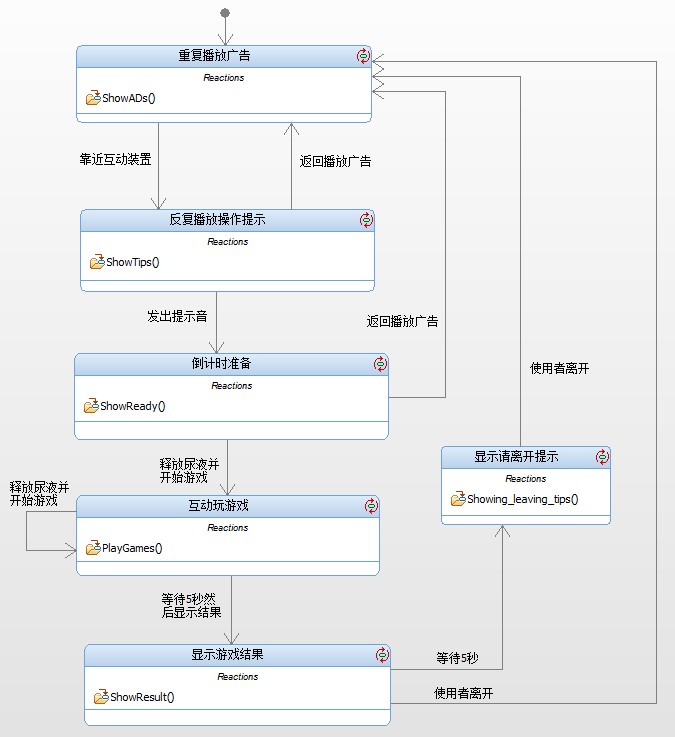 重复播放广告
Reactions
ShowADs()
靠近互动装置
返回播放广告
反复播放操作提示
Reactions
ShowTips()
发出提示音
返回播放广告
倒计时准备
Reactions
ShowReady()
使用者离开
释放尿液并
开始游戏
显示请离开提示
Reactions
Showing_leaving_tips()
释放尿液并
开始游戏
互动玩游戏
Reactions
PlayGames()
等待5秒然
后显示结果
显示游戏结果
Reactions
ShowResult()
等待5秒
使用者离开